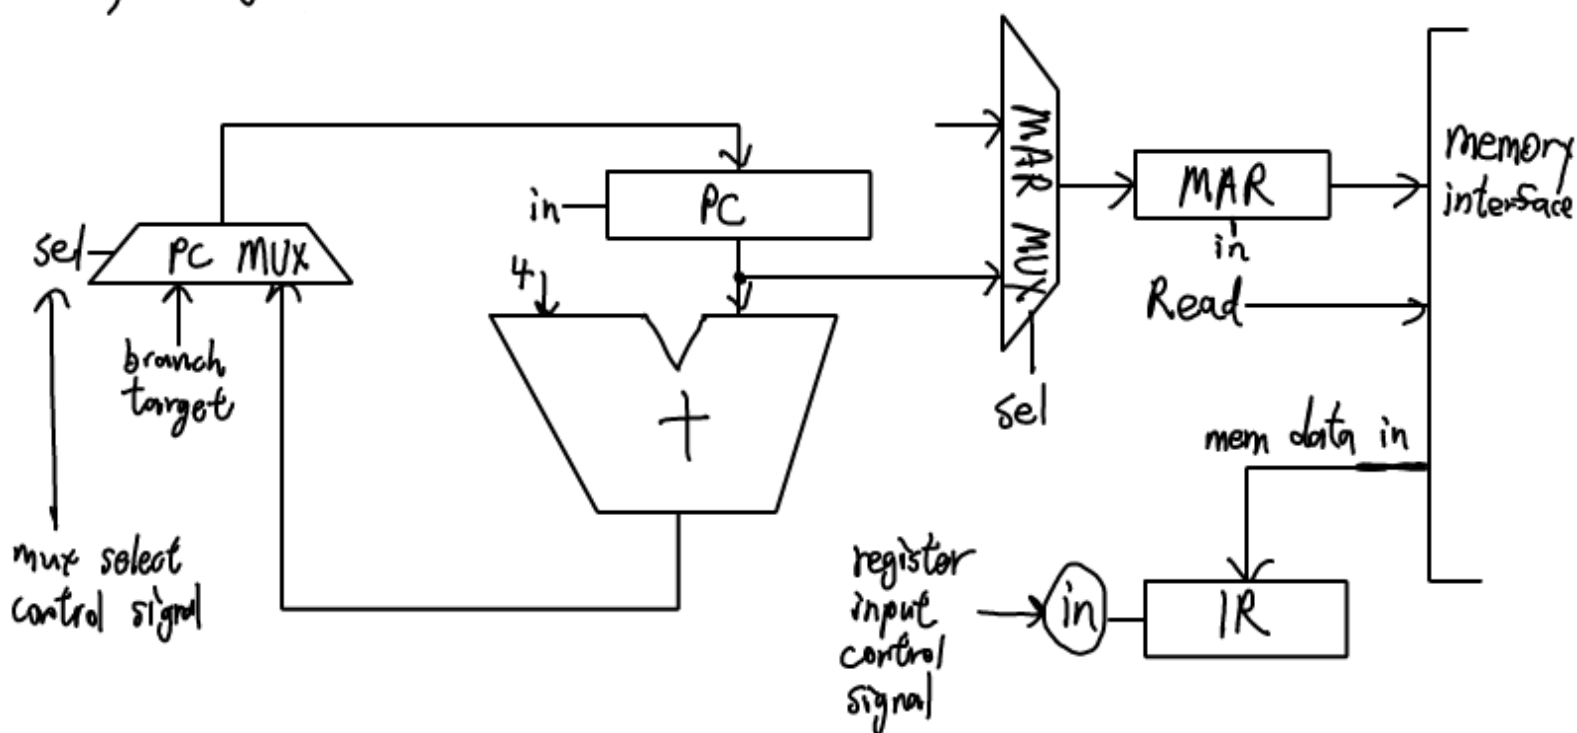 sel
PC MUX
branch
target
mux select
control signal
in
PC
4
+
MAR MUX
sel
MAR
in
memory
interface
Read
mem data in
register
input
control
signal
in
IR